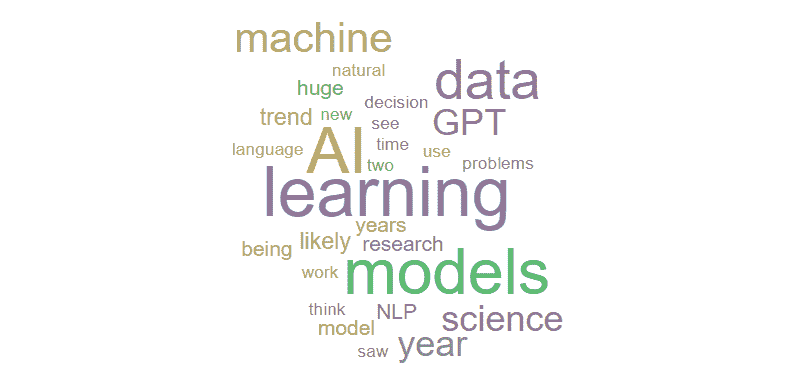 machine
natural
huge
data
decision
trend
new
see
GPT
language
AI
time
use
two
problems
learning
years
likely
being
research
work
models
think
NLP
science
model
year
saw